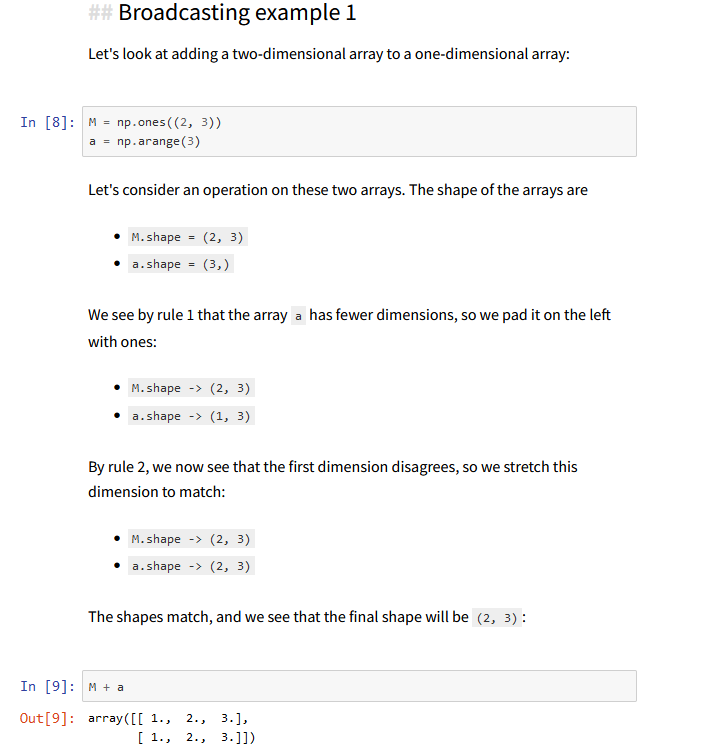 ## Broadcasting example 1
Let's look at adding a two-dimensional array to a one-dimensional array:
In [8]: M = np.ones((2, 3))
a = np.arange(3)
Let's consider an operation on these two arrays. The shape of the arrays are
• M.shape = (2, 3)
• a.shape = (3,)
We see by rule 1 that the array a has fewer dimensions, so we pad it on the left
with ones:
• M.shape -> (2, 3)
• a.shape -> (1, 3)
By rule 2, we now see that the first dimension disagrees, so we stretch this
dimension to match:
• M.shape -> (2, 3)
• a.shape -> (2, 3)
The shapes match, and we see that the final shape will be (2, 3):
In [9]: M + a
Out[9]: array([[ 1., 2., 3.],
[ 1., 2., 3.]])